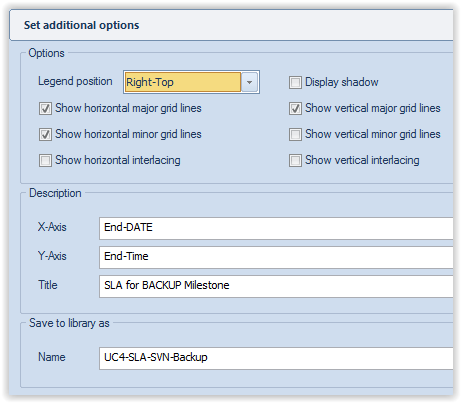 Set additional options
Options
Legend position Right-Top Display shadow
Show horizontal major grid lines Show vertical major grid lines
Show horizontal minor grid lines Show vertical minor grid lines
Show horizontal interlacing Show vertical interlacing
Description
X-Axis End-DATE
Y-Axis End-Time
Title SLA for BACKUP Milestone
Save to library as
Name UC4-SLA-SVN-Backup